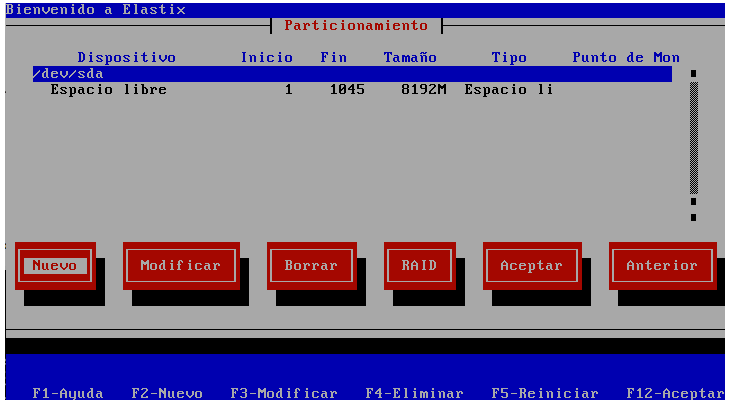 Bienvenido a Elastix
Particionamiento
Dispositivo Inicio Fin Tamaño Tipo Punto de Mon
/dev/sda
Espacio libre 1 1045 8192M Espacio li
Nuevo Modificar Borrar RAID Aceptar Anterior
F1-Ayuda F2-Nuevo F3-Modificar F4-Eliminar F5-Reiniciar F12-Aceptar